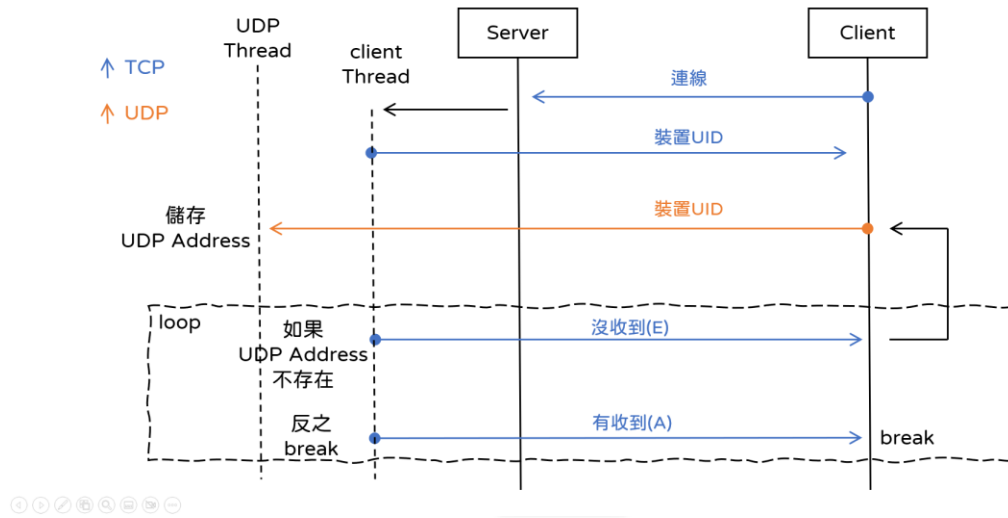 UDP
Thread
client
Thread
Server
Client
TCP
UDP
連線
裝置UID
裝置UID
儲存
UDP Address
loop
如果
UDP Address
不存在
沒收到(E)
反之
break
有收到(A)
break